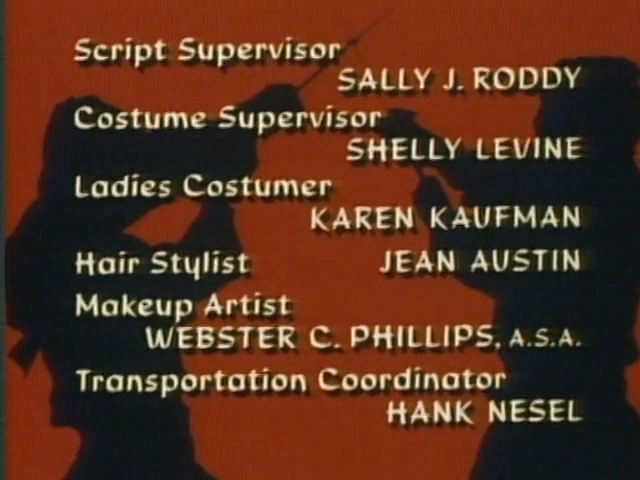 Script Supervisor
SALLY J. RODDY
Costume Supervisor
SHELLY LEVINE
Ladies Costumer
KAREN KAUFMAN
Hair Stylist JEAN AUSTIN
Makeup Artist
WEBSTER C. PHILLIPS, A.S.A.
Transportation Coordinator
HANK NESEL